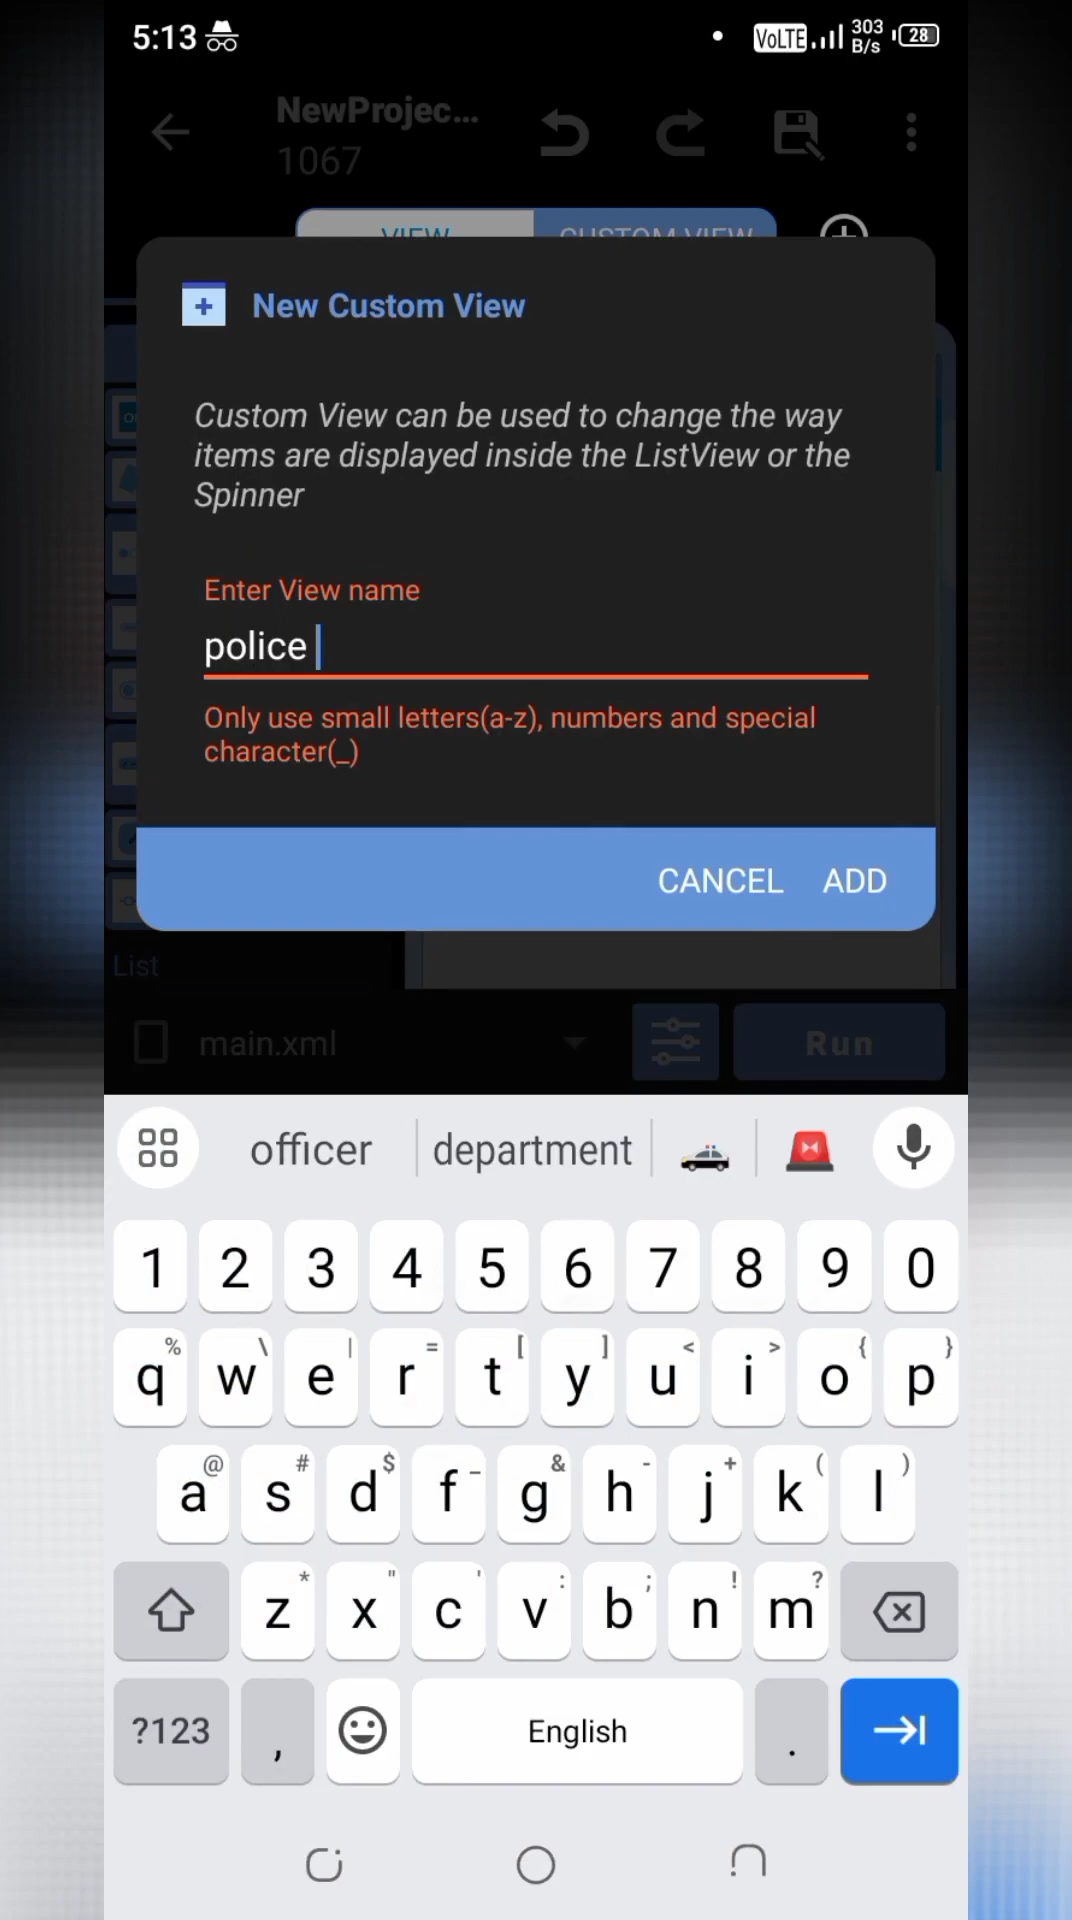 5:13
VoLTE
303
B/s
28
NewProjec...
1067
VIEW
CUSTOM VIEW
New Custom View
Custom View can be used to change the way
items are displayed inside the ListView or the
Spinner
Enter View name
police
Only use small letters(a-z), numbers and special
character(_)
CANCEL
ADD
List
main.xml
Run
officer
department
1 2 3 4 5 6 7 8 9 0
% \ | = [ ] < > { }
q w e r t y u i o p
@ # $ _ & - + ( )
a s d f g h j k l
* " ' : ; ! ?
z x c v b n m
?123 , English .